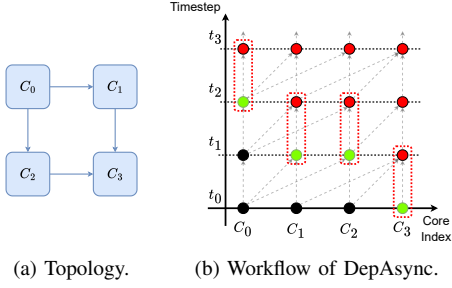 C0
C1
C2
C3
(a) Topology.
Timestep
t3
t2
t1
t0
C0
C1
C2
C3
Core
Index
(b) Workflow of DepAsync.